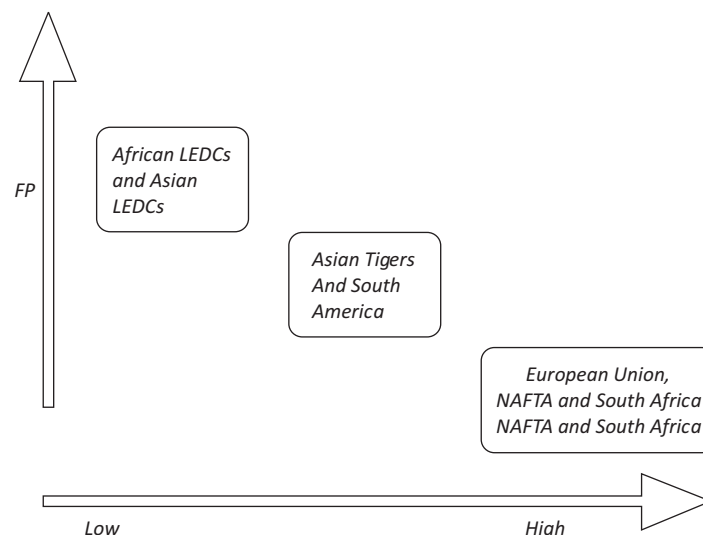 African LEDCs
and Asian
LEDCs
FP
Asian Tigers
And South
America
European Union,
NAFTA and South Africa
NAFTA and South Africa
Low
High